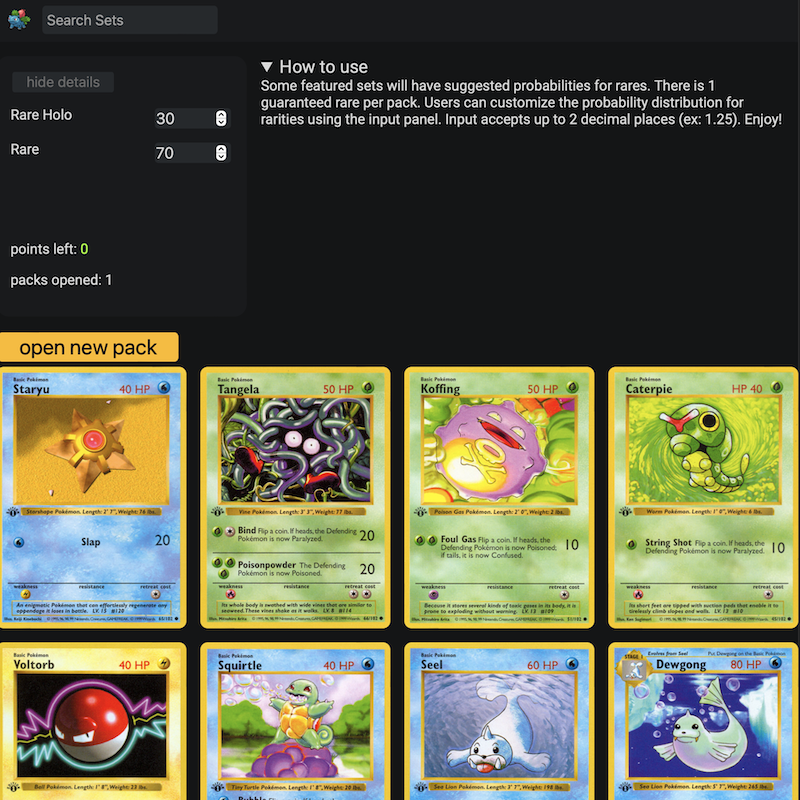 Search Sets
hide details
Rare Holo 30
Rare 70
points left: 0
packs opened: 1
▼ How to use
Some featured sets will have suggested probabilities for rares. There is 1
guaranteed rare per pack. Users can customize the probability distribution for
rarities using the input panel. Input accepts up to 2 decimal places (ex: 1.25). Enjoy!
open new pack
Basic Pokémon
Staryu 40 HP
Starshape Pokémon. Length: 2' 7", Weight: 76 lbs.
Slap 20
weakness resistance retreat cost
An enigmatic Pokémon that can effortlessly regenerate any
appendage it loses in battle. LV. 15 #120
Basic Pokémon
Tangela 50 HP
Vine Pokémon. Length: 3' 3", Weight: 77 lbs.
Bind Flip a coin. If heads, the Defending
Pokémon is now Paralyzed. 20
Poisonpowder The Defending
Pokémon is now Poisoned. 20
weakness resistance retreat cost
Its whole body is swathed with wide vines that are similar to
seaweed. These vines shake as it walks. LV. 8 #114
Basic Pokémon
Koffing 50 HP
Poison Gas Pokémon. Length: 2' 0", Weight: 2 lbs.
Foul Gas Flip a coin. If heads, the
Defending Pokémon is now Poisoned;
if tails, it is now Confused. 10
weakness resistance retreat cost
Because it stores several kinds of toxic gases in its body, it is
prone to exploding without warning. LV. 13 #109
Basic Pokémon
Caterpie HP 40
Worm Pokémon. Length: 1' 0", Weight: 6 lbs.
String Shot Flip a coin. If heads, the
Defending Pokémon is now Paralyzed. 10
weakness resistance retreat cost
Its short feet are tipped with suction pads that enable it to
tirelessly climb slopes and walls. LV. 13 #10
Basic Pokémon
Voltorb 40 HP
Ball Pokémon. Length: 1' 8", Weight: 23 lbs.
Basic Pokémon
Squirtle 40 HP
Tiny Turtle Pokémon. Length: 1' 8", Weight: 20 lbs.
Bubble
Basic Pokémon
Seel 60 HP
Sea Lion Pokémon. Length: 3' 7", Weight: 198 lbs.
STAGE 1 Evolves from Seel Put Dewgong on the Basic Pokémon
Dewgong 80 HP
Sea Lion Pokémon. Length: 5' 7", Weight: 265 lbs.